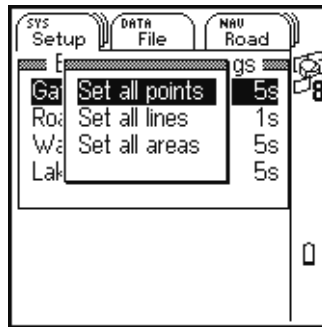 SYS DATA NAV
Setup File Road
gs
Set all points 5s
Set all lines 1s
Set all areas 5s
5s